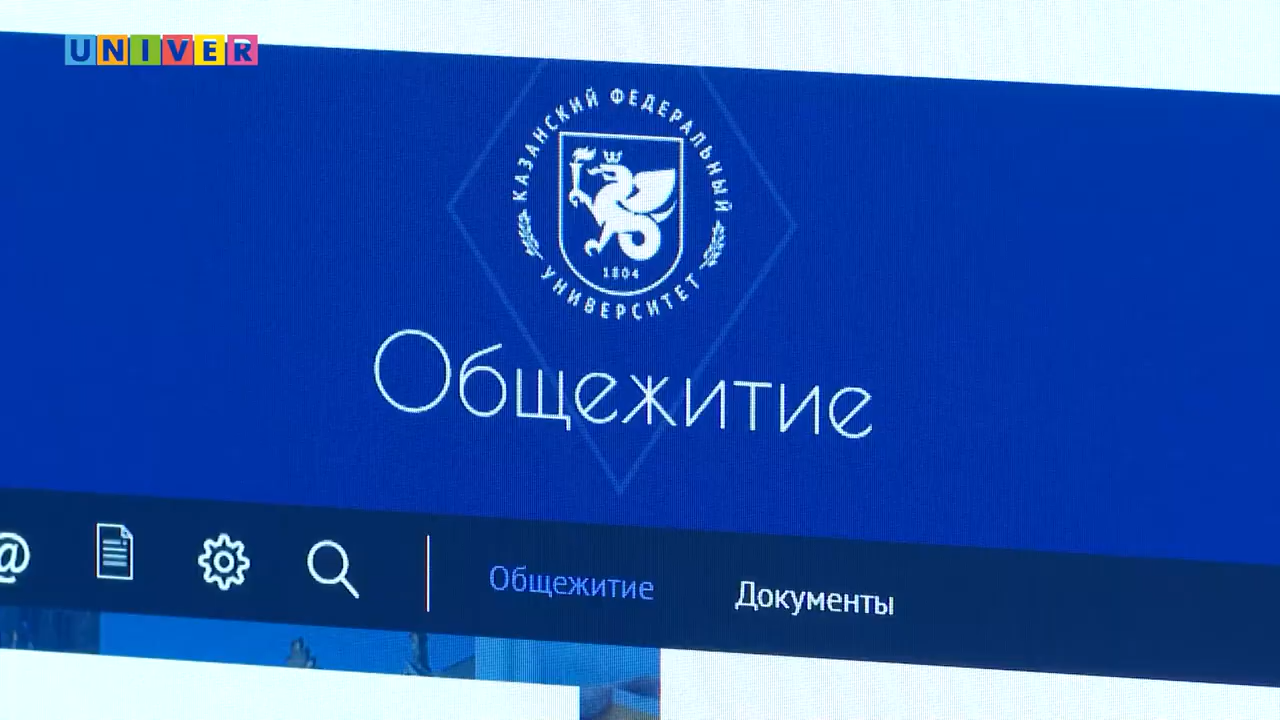 UNIVER
КАЗАНСКИЙ ФЕДЕРАЛЬНЫЙ
УНИВЕРСИТЕТ
1804
Общежитие
@
Общежитие
Документы